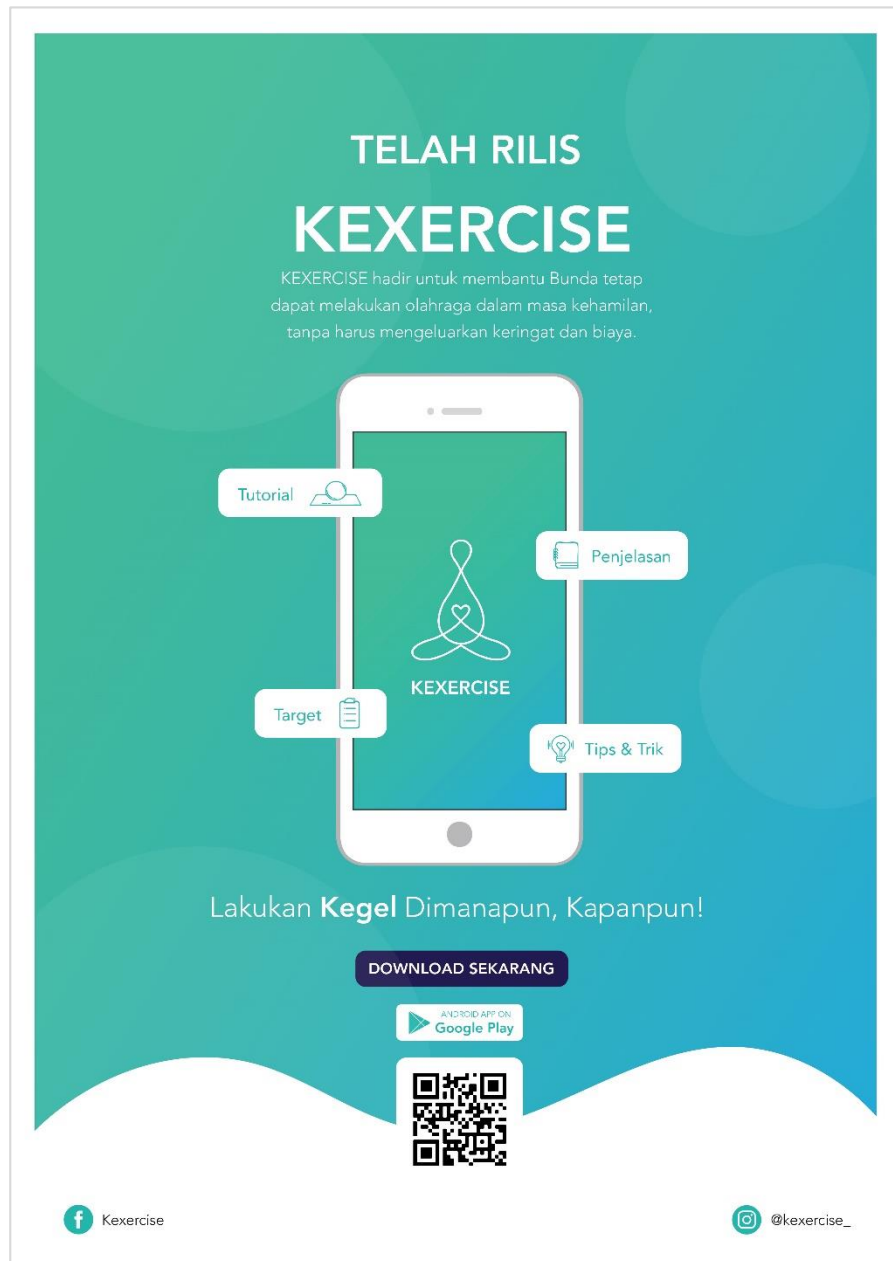 TELAH RILIS
KEXERCISE
KEXERCISE hadir untuk membantu Bunda tetap
dapat melakukan olahraga dalam masa kehamilan,
tanpa harus mengeluarkan keringat dan biaya.
Tutorial
Penjelasan
KEXERCISE
Target
Tips & Trik
Lakukan Kegel Dimanapun, Kapanpun!
DOWNLOAD SEKARANG
ANDROID APP ON
Google Play
Kexercise
@kexercise_